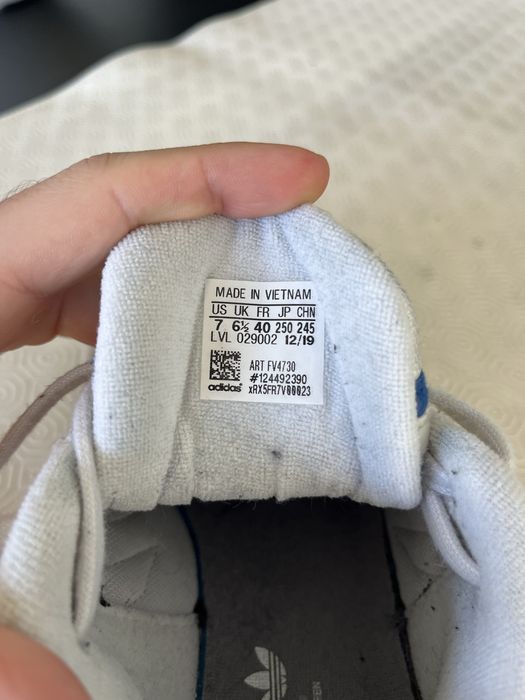 MADE IN VIETNAM
US UK FR JP CHN
7 6½ 40 250 245
LVL 029002 12/19
ART FV4730
#124492390
adidas® xRX5FR7V00023